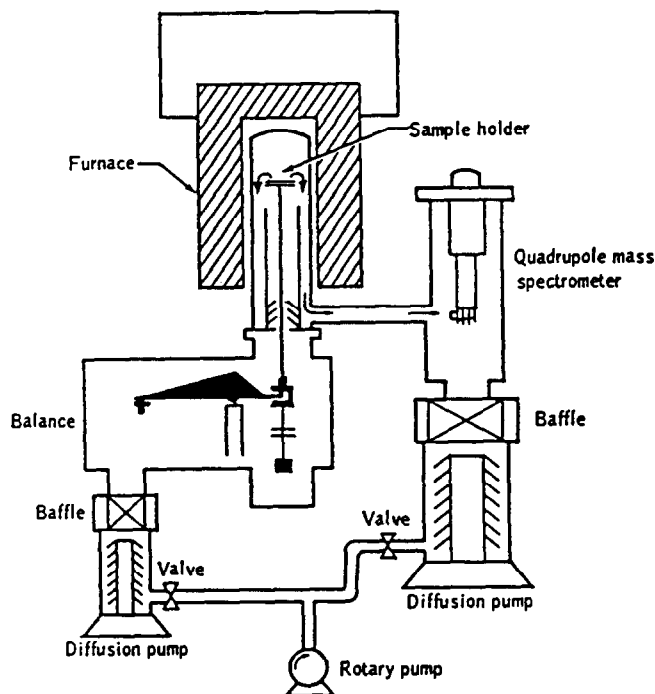 Sample holder
Furnace
Quadrupole mass
spectrometer
Balance
Baffle
Baffle
Valve
Valve
Diffusion pump
Diffusion pump
Rotary pump